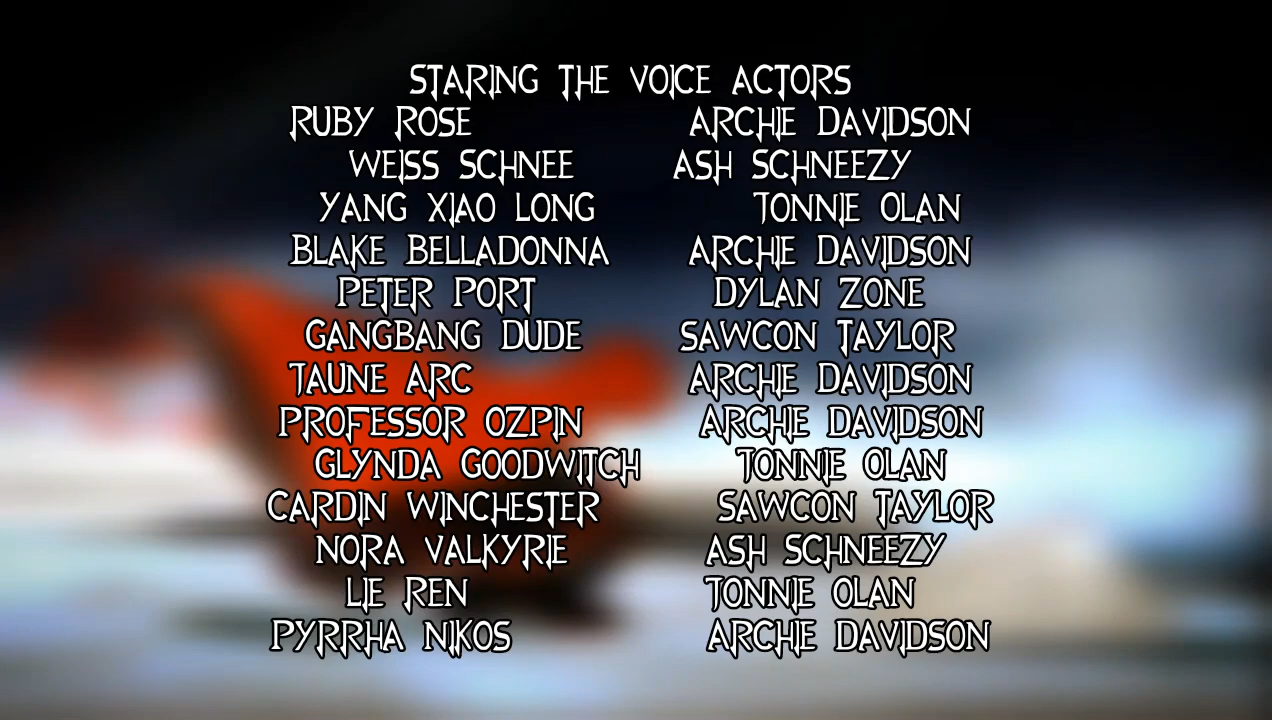 STARING THE VOICE ACTORS
RUBY ROSE ARCHIE DAVIDSON
WEISS SCHNEE ASH SCHNEEZY
YANG XIAO LONG TONNIE OLAN
BLAKE BELLADONNA ARCHIE DAVIDSON
PETER PORT DYLAN ZONE
GANGBANG DUDE SAWCON TAYLOR
TAUNE ARC ARCHIE DAVIDSON
PROFESSOR OZPIN ARCHIE DAVIDSON
GLYNDA GOODWITCH TONNIE OLAN
CARDIN WINCHESTER SAWCON TAYLOR
NORA VALKYRIE ASH SCHNEEZY
LIE REN TONNIE OLAN
PYRRHA NIKOS ARCHIE DAVIDSON